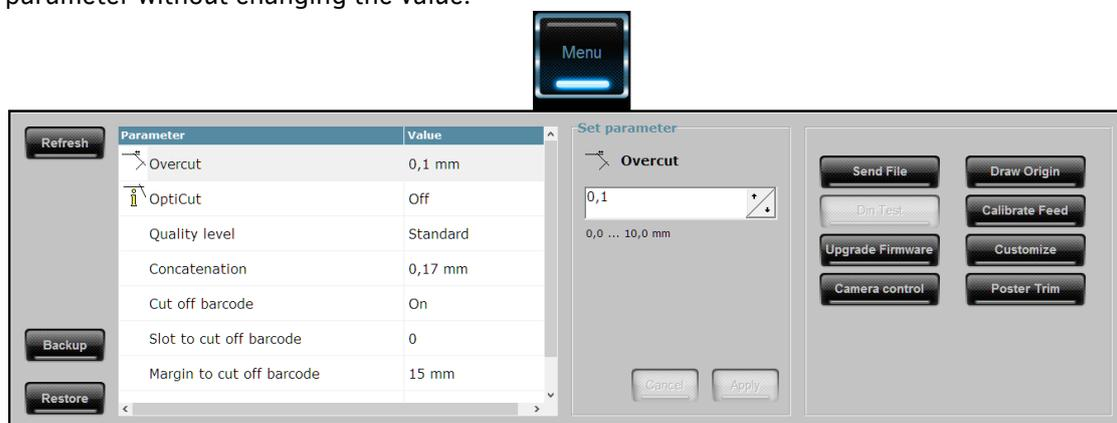 parameter without changing the value.
Menu
Refresh
Backup
Restore
Parameter Value
Overcut 0,1 mm
OptiCut Off
Quality level Standard
Concatenation 0,17 mm
Cut off barcode On
Slot to cut off barcode 0
Margin to cut off barcode 15 mm
Set parameter
Overcut
0,1
0,0 ... 10,0 mm
Cancel Apply
Send File Draw Origin
Din Test Calibrate Feed
Upgrade Firmware Customize
Camera control Poster Trim